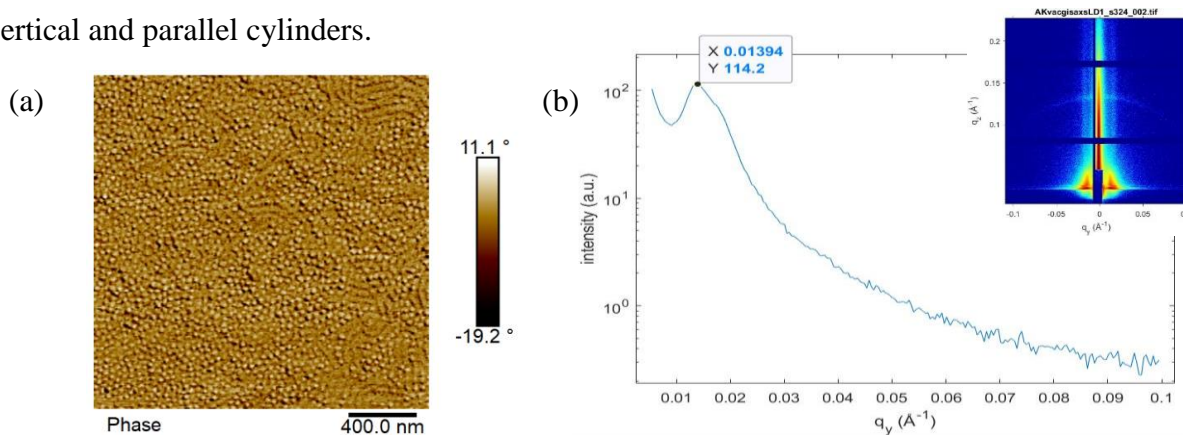 ertical and parallel cylinders.
(a)
11.1 °
-19.2 °
Phase
400.0 nm
(b)
X 0.01394
Y 114.2
10²
10¹
10⁰
intensity (a.u.)
0.01 0.02 0.03 0.04 0.05 0.06 0.07 0.08 0.09 0.1
q_y (Å⁻¹)
AKvacgisaxsLD1_s324_002.tif
0.2
0.15
0.1
q_z (Å⁻¹)
-0.1 -0.05 0 0.05
q_y (Å⁻¹)